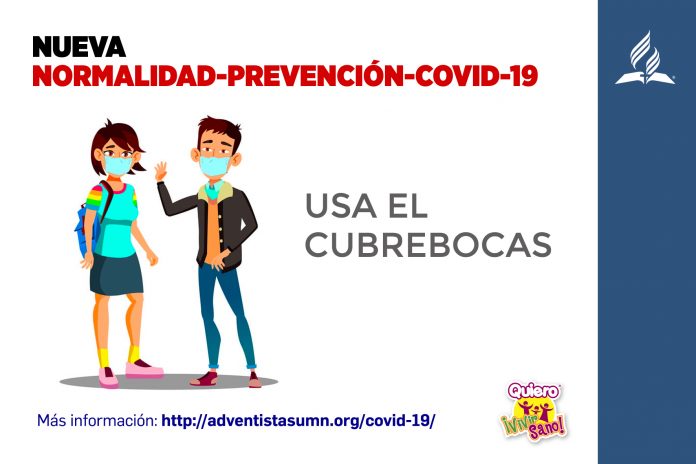 NUEVA
NORMALIDAD-PREVENCIÓN-COVID-19
USA EL
CUBREBOCAS
Más información: http://adventistasumn.org/covid-19/
Quiero
¡Vivir
Sano!